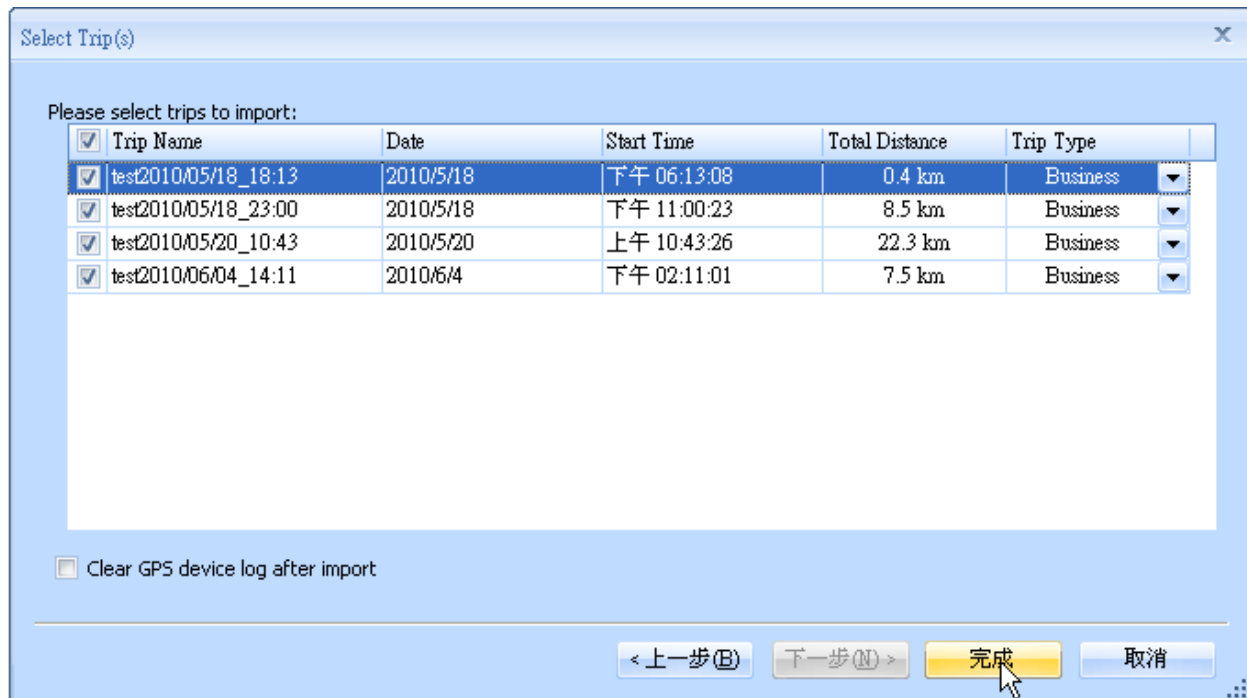 Select Trip(s)
Please select trips to import:
Trip Name Date Start Time Total Distance Trip Type
test2010/05/18_18:13 2010/5/18 下午 06:13:08 0.4 km Business
test2010/05/18_23:00 2010/5/18 下午 11:00:23 8.5 km Business
test2010/05/20_10:43 2010/5/20 上午 10:43:26 22.3 km Business
test2010/06/04_14:11 2010/6/4 下午 02:11:01 7.5 km Business
Clear GPS device log after import
< 上一步(B) 下一步(N) > 完成 取消